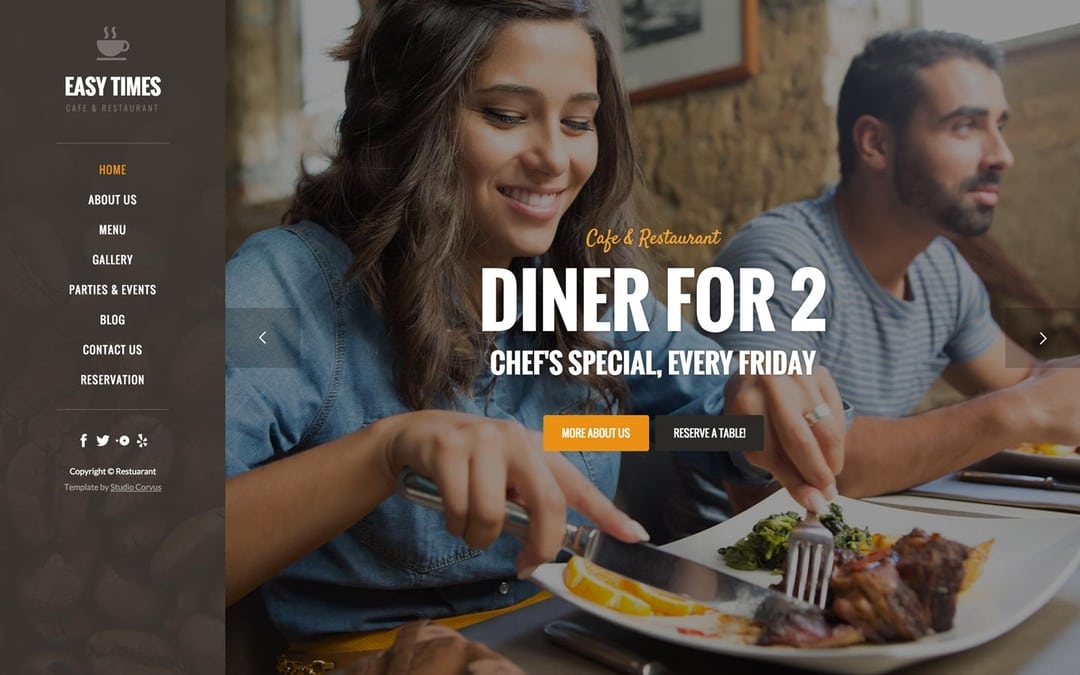 EASY TIMES
CAFE & RESTAURANT
HOME
ABOUT US
MENU
GALLERY
PARTIES & EVENTS
BLOG
CONTACT US
RESERVATION
Copyright © Restuarant
Template by Studio Corvus
Cafe & Restaurant
DINER FOR 2
CHEF'S SPECIAL, EVERY FRIDAY
MORE ABOUT US
RESERVE A TABLE!